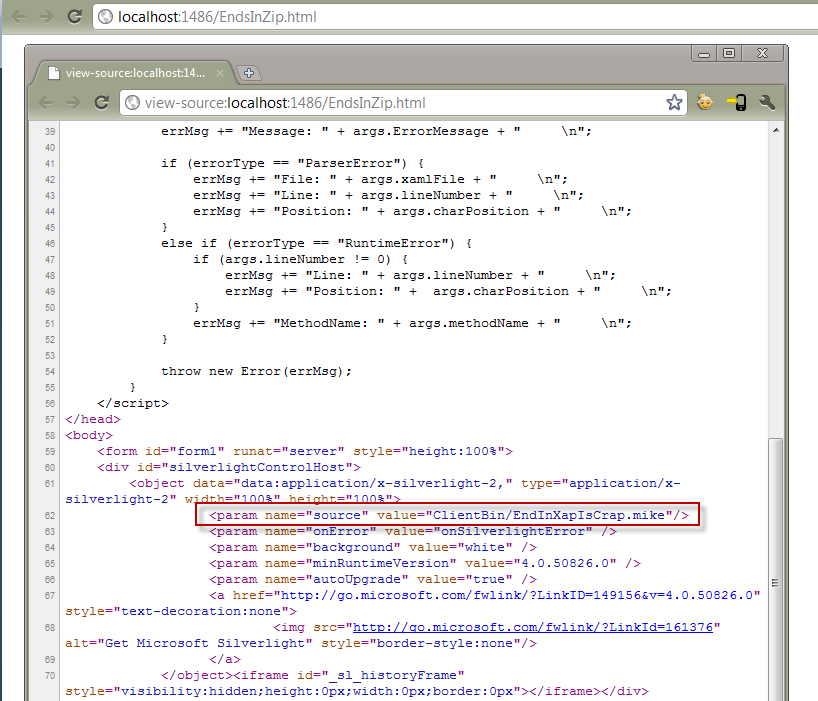 localhost:1486/EndsInZip.html
view-source:localhost:14...
view-source:localhost:1486/EndsInZip.html
39 errMsg += "Message: " + args.ErrorMessage + "     \n";
40
41 if (errorType == "ParserError") {
42 errMsg += "File: " + args.xamlFile + "     \n";
43 errMsg += "Line: " + args.lineNumber + "     \n";
44 errMsg += "Position: " + args.charPosition + "     \n";
45 }
46 else if (errorType == "RuntimeError") {
47 if (args.lineNumber != 0) {
48 errMsg += "Line: " + args.lineNumber + "     \n";
49 errMsg += "Position: " +  args.charPosition + "     \n";
50 }
51 errMsg += "MethodName: " + args.methodName + "     \n";
52 }
53
54 throw new Error(errMsg);
55 }
56 </script>
57 </head>
58 <body>
59 <form id="form1" runat="server" style="height:100%">
60 <div id="silverlightControlHost">
61 <object data="data:application/x-silverlight-2," type="application/x-
silverlight-2" width="100%" height="100%">
62 <param name="source" value="ClientBin/EndInXapIsCrap.mike"/>
63 <param name="onError" value="onSilverlightError" />
64 <param name="background" value="white" />
65 <param name="minRuntimeVersion" value="4.0.50826.0" />
66 <param name="autoUpgrade" value="true" />
67 <a href="http://go.microsoft.com/fwlink/?LinkID=149156&v=4.0.50826.0"
style="text-decoration:none">
68 <img src="http://go.microsoft.com/fwlink/?LinkId=161376"
alt="Get Microsoft Silverlight" style="border-style:none"/>
69 </a>
70 </object><iframe id="_sl_historyFrame"
style="visibility:hidden;height:0px;width:0px;border:0px"></iframe></div>